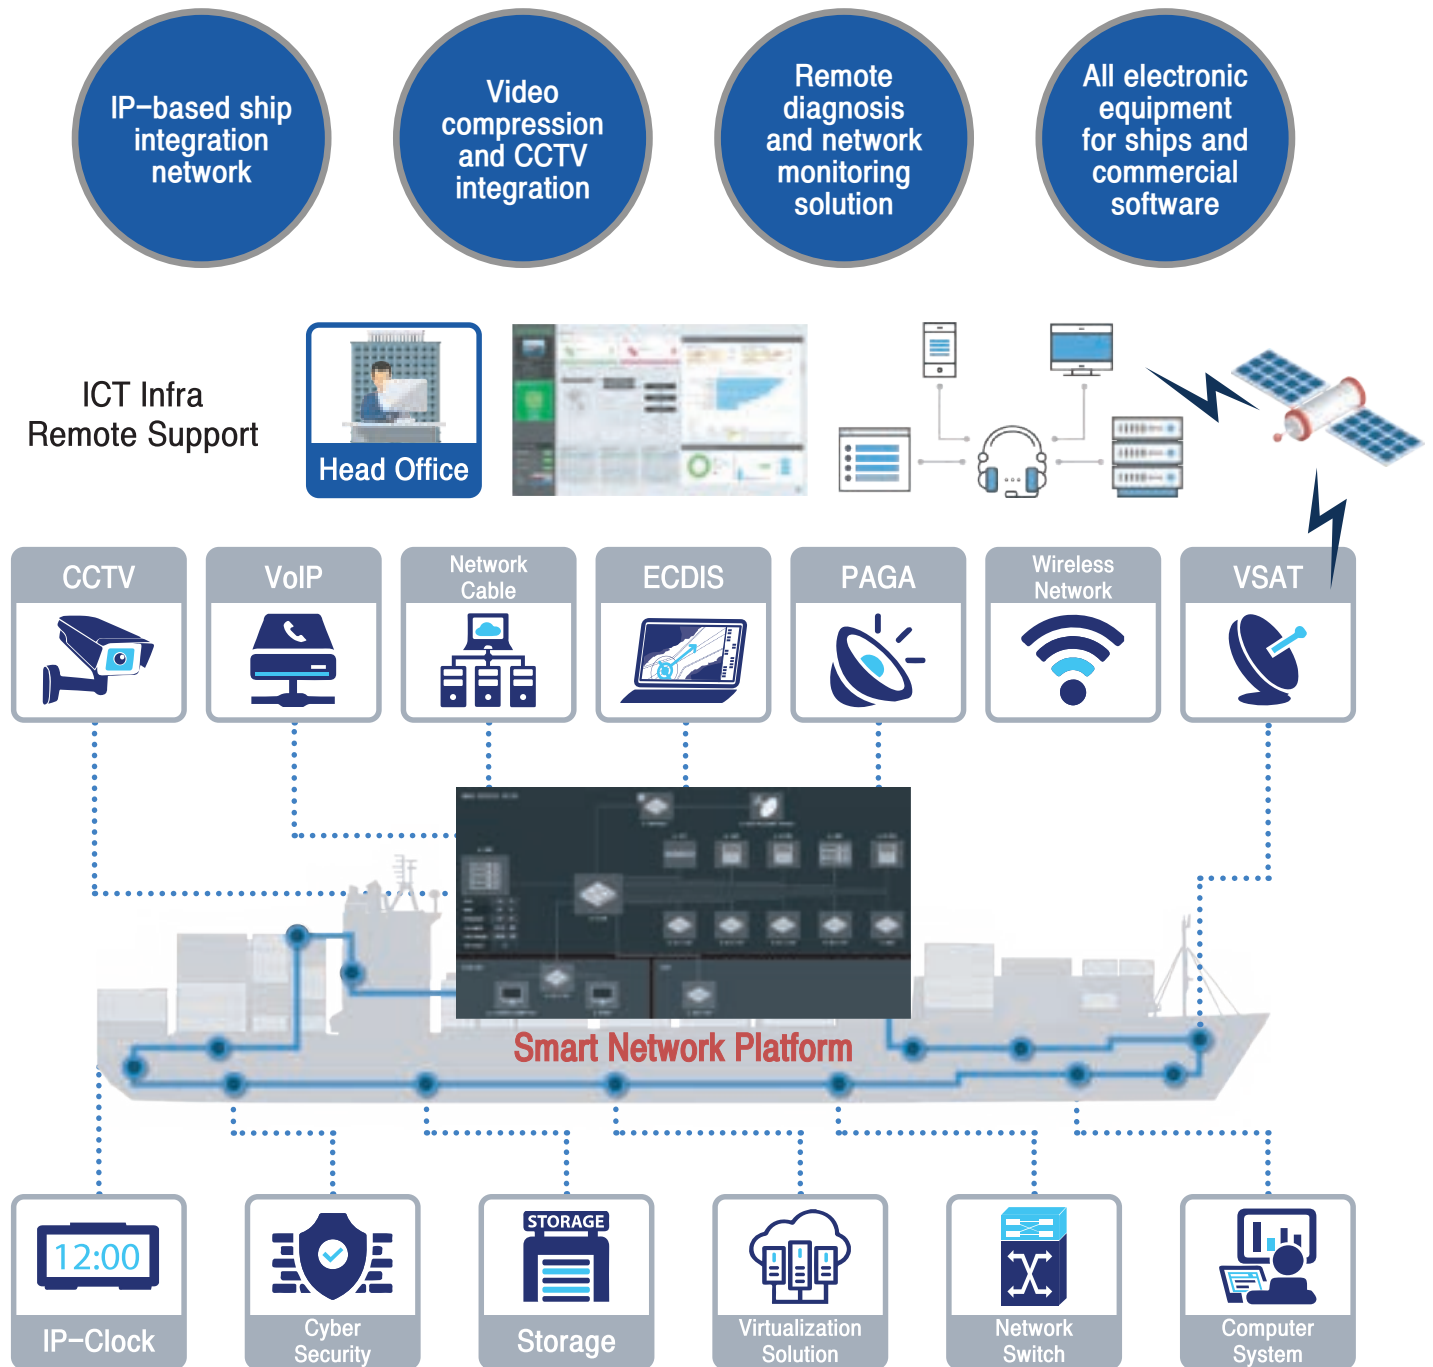 IP-based ship
integration
network
Video
compression
and CCTV
integration
Remote
diagnosis
and network
monitoring
solution
All electronic
equipment
for ships and
commercial
software
ICT Infra
Remote Support
Head Office
CCTV
VoIP
Network
Cable
ECDIS
PAGA
Wireless
Network
VSAT
Smart Network Platform
12:00
IP-Clock
Cyber
Security
STORAGE
Storage
Virtualization
Solution
Network
Switch
Computer
System